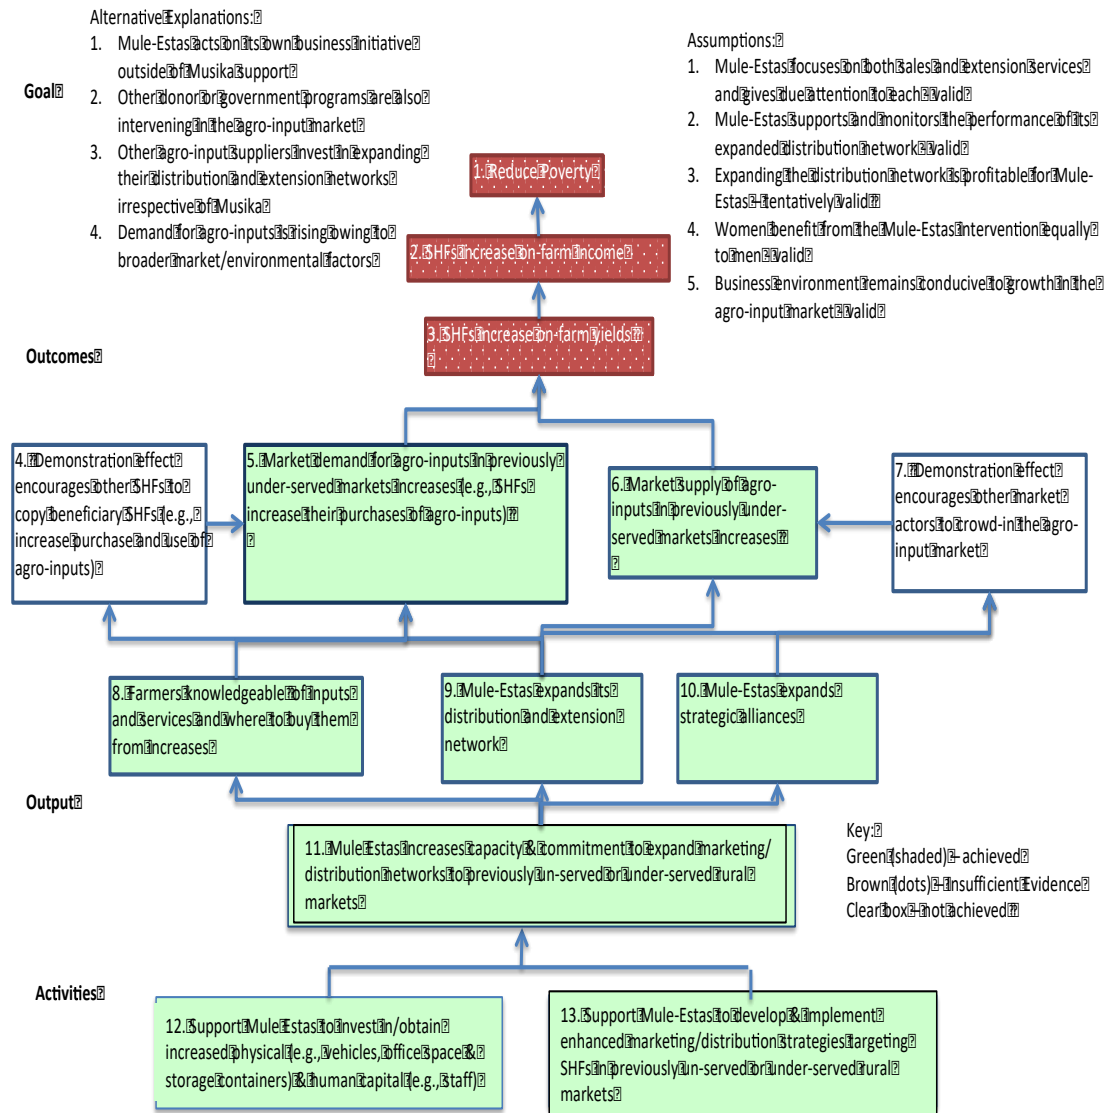 Alternative Explanations:
1. Mule-Estas acts on its own business initiative
outside of Musika support
2. Other donor or government programs are also
intervening in the agro-input market
3. Other agro-input suppliers invest in expanding
their distribution and extension networks
irrespective of Musika
4. Demand for agro-inputs is rising owing to
broader market/environmental factors
Assumptions:
1. Mule-Estas focuses on both sales and extension services
and gives due attention to each -- valid
2. Mule-Estas supports and monitors the performance of its
expanded distribution network -- valid
3. Expanding the distribution network is profitable for Mule-
Estas – tentatively valid
4. Women benefit from the Mule-Estas intervention equally
to men -- valid
5. Business environment remains conducive to growth in the
agro-input market -- valid
Goal
1. Reduce Poverty
2. SHFs increase on-farm income
3. SHFs increase on-farm yields
Outcomes
4. Demonstration effect
encourages other SHFs to
copy beneficiary SHFs (e.g.,
increase purchase and use of
agro-inputs)
5. Market demand for agro-inputs in previously
under-served markets increases (e.g., SHFs
increase their purchases of agro-inputs)
6. Market supply of agro-
inputs in previously under-
served markets increases
7. Demonstration effect
encourages other market
actors to crowd-in the agro-
input market
8. Farmers knowledgeable of inputs
and services and where to buy them
from increases
9. Mule-Estas expands its
distribution and extension
network
10. Mule-Estas expands
strategic alliances
Output
11. Mule Estas increases capacity & commitment to expand marketing/
distribution networks to previously un-served or under-served rural
markets
Key:
Green (shaded) – achieved
Brown (dots) – Insufficient Evidence
Clear box – not achieved
Activities
12. Support Mule Estas to invest in/obtain
increased physical (e.g., vehicles, office space &
storage containers) & human capital (e.g., staff)
13. Support Mule-Estas to develop & implement
enhanced marketing/distribution strategies targeting
SHFs in previously un-served or under-served rural
markets